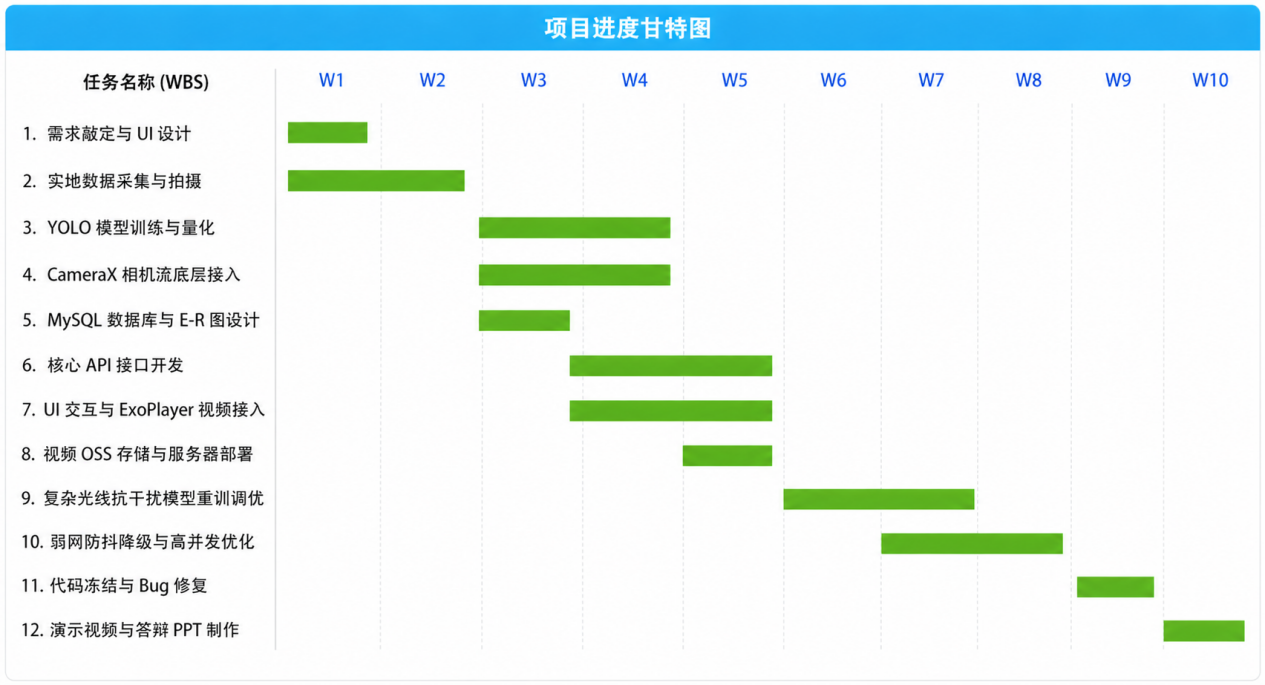 项目进度甘特图
任务名称 (WBS) W1 W2 W3 W4 W5 W6 W7 W8 W9 W10
1. 需求敲定与 UI 设计
2. 实地数据采集与拍摄
3. YOLO 模型训练与量化
4. CameraX 相机流底层接入
5. MySQL 数据库与 E-R 图设计
6. 核心 API 接口开发
7. UI 交互与 ExoPlayer 视频接入
8. 视频 OSS 存储与服务器部署
9. 复杂光线抗干扰模型重训调优
10. 弱网防抖降级与高并发优化
11. 代码冻结与 Bug 修复
12. 演示视频与答辩 PPT 制作